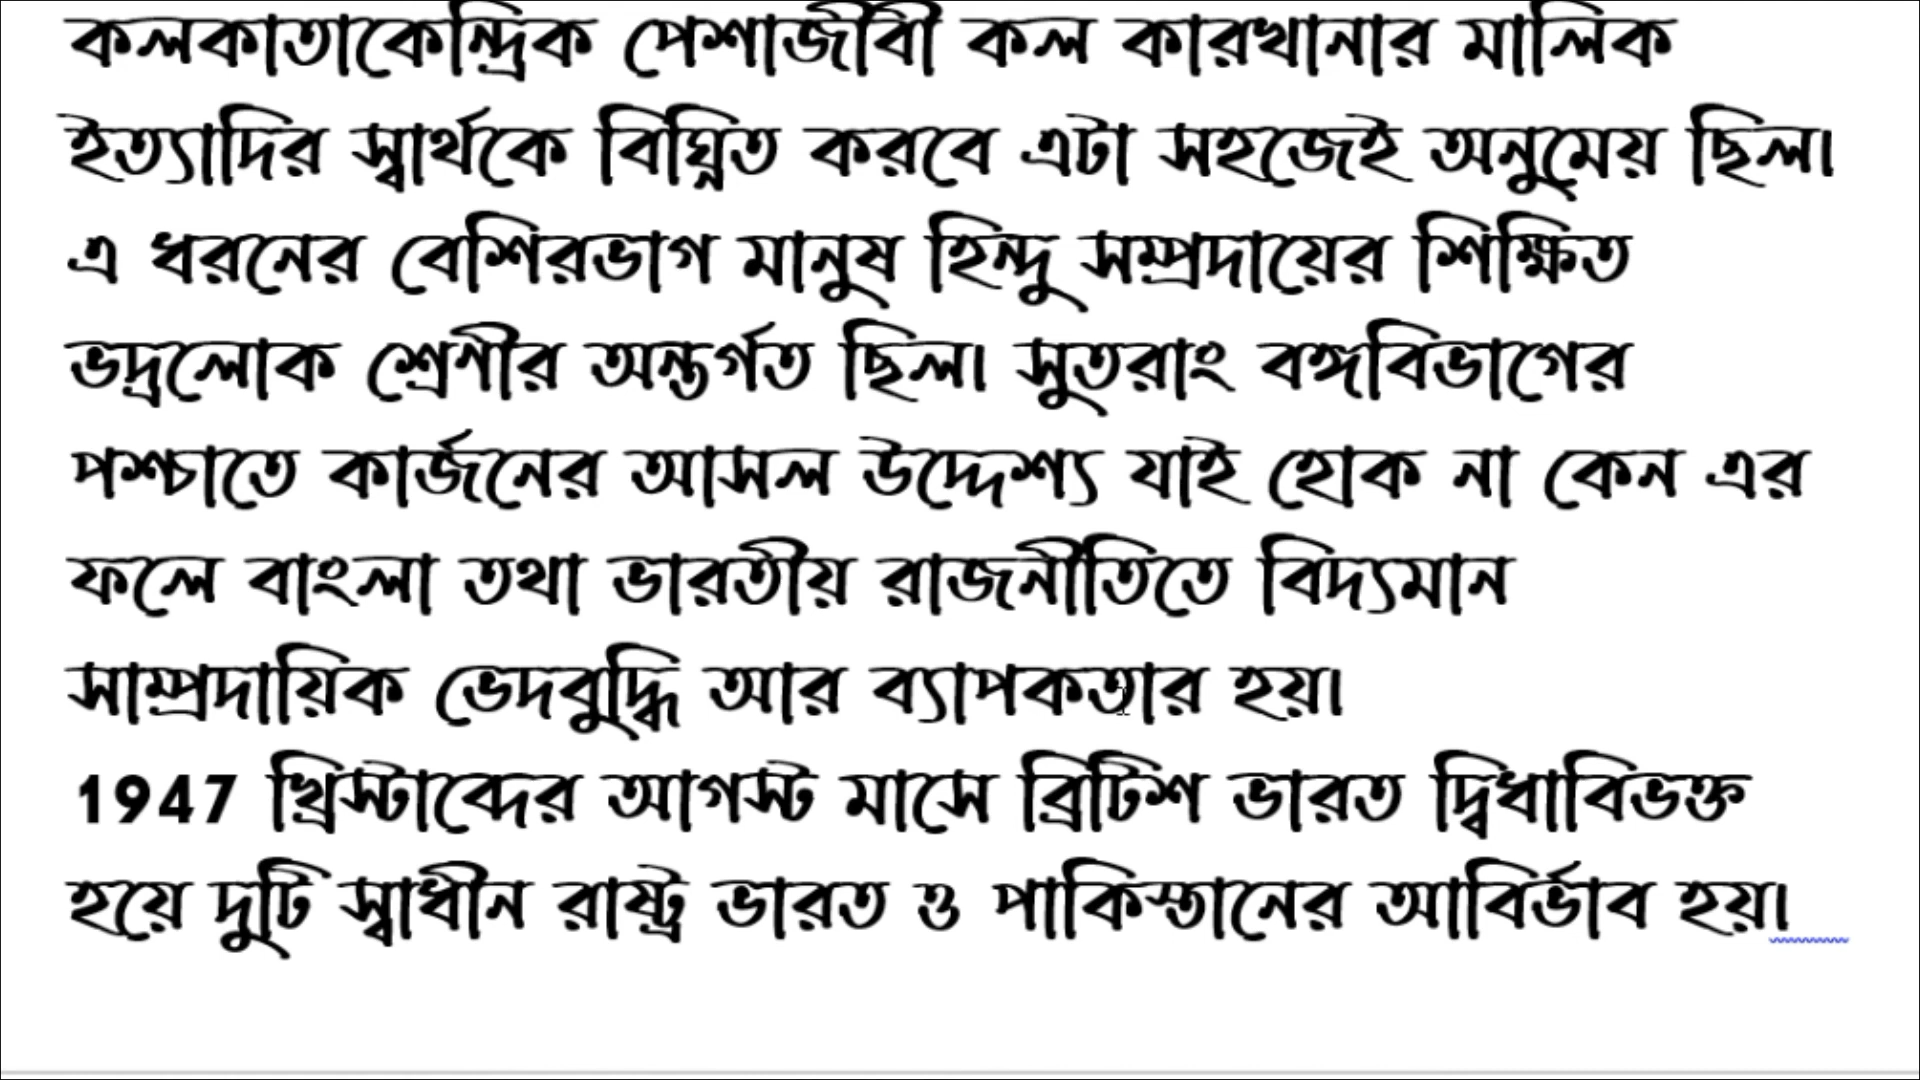 কলকাতাকেন্দ্রিক পেশাজীবী কল কারখানার মালিক
ইত্যাদির স্বার্থকে বিঘ্নিত করবে এটা সহজেই অনুমেয় ছিল।
এ ধরনের বেশিরভাগ মানুষ হিন্দু সম্প্রদায়ের শিক্ষিত
ভদ্রলোক শ্রেণীর অন্তর্গত ছিল। সুতরাং বঙ্গবিভাগের
পশ্চাতে কার্জনের আসল উদ্দেশ্য যাই হোক না কেন এর
ফলে বাংলা তথা ভারতীয় রাজনীতিতে বিদ্যমান
সাম্প্রদায়িক ভেদবুদ্ধি আর ব্যাপকতার হয়।
1947 খ্রিস্টাব্দের আগস্ট মাসে ব্রিটিশ ভারত দ্বিধাবিভক্ত
হয়ে দুটি স্বাধীন রাষ্ট্র ভারত ও পাকিস্তানের আবির্ভাব হয়।